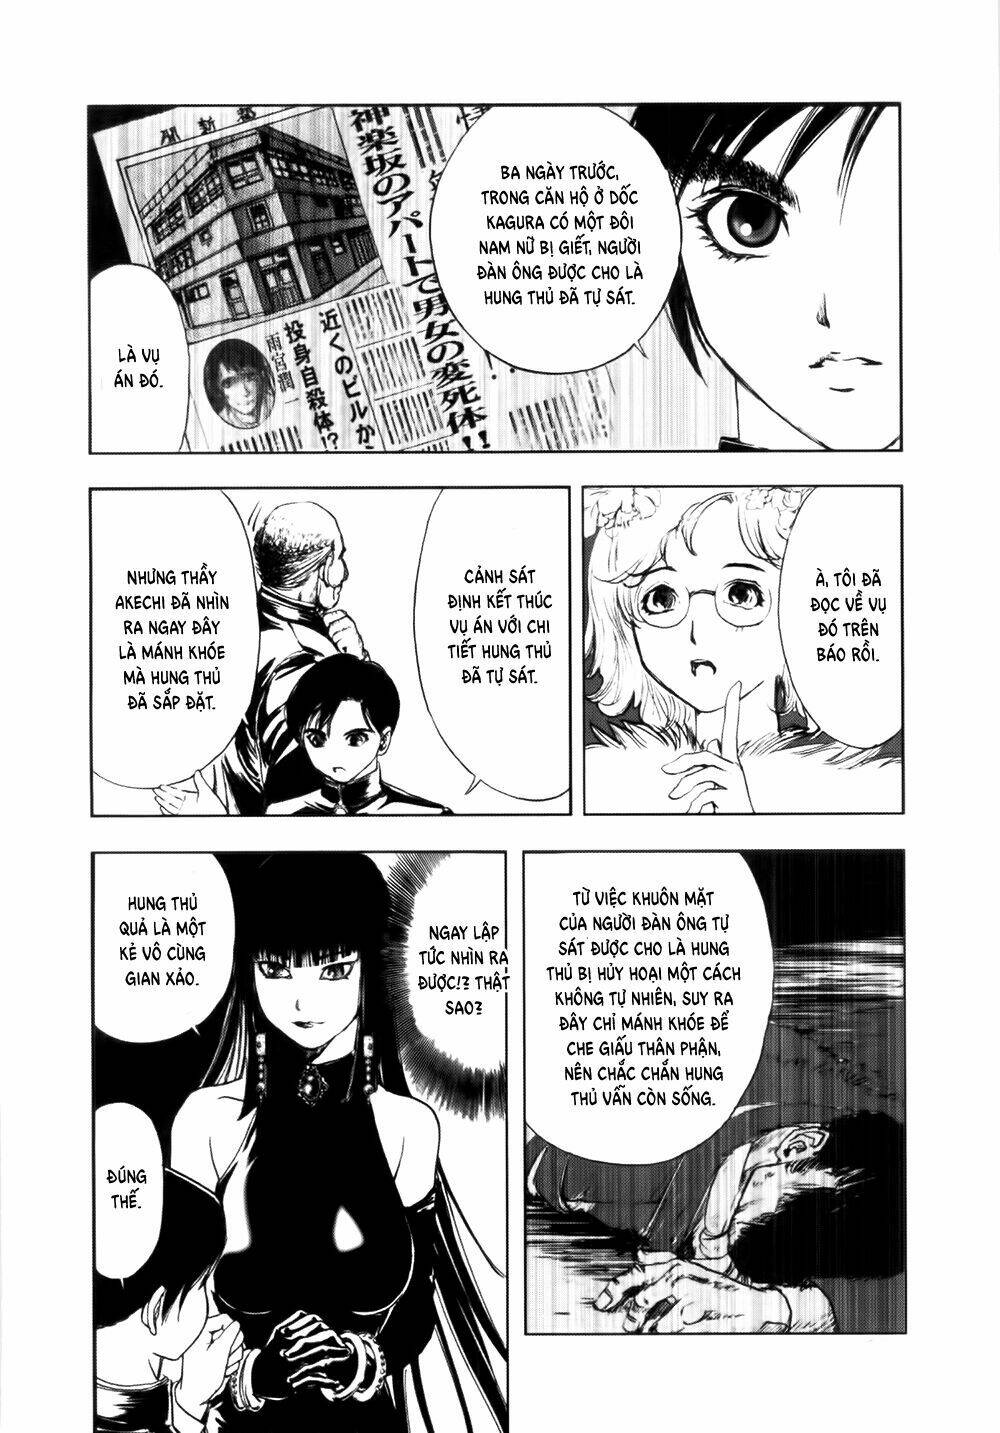 BA NGÀY TRƯỚC,
TRONG CĂN HỘ Ở DỐC
KAGURA CÓ MỘT ĐÔI
NAM NỮ BỊ GIẾT, NGƯỜI
ĐÀN ÔNG ĐƯỢC CHO LÀ
HUNG THỦ ĐÃ TỰ SÁT.
神楽坂のアパートで男女の変死体!!
近くのビルか
投身自殺体!?
雨宮潤一
LÀ VỤ
ÁN ĐÓ.
À, TÔI ĐÃ
ĐỌC VỀ VỤ
ĐÓ TRÊN
BÁO RỒI.
CẢNH SÁT
ĐỊNH KẾT THÚC
VỤ ÁN VỚI CHI
TIẾT HUNG THỦ
ĐÃ TỰ SÁT.
NHƯNG THẦY
AKECHI ĐÃ NHÌN
RA NGAY ĐÂY
LÀ MÁNH KHÓE
MÀ HUNG THỦ
ĐÃ SẮP ĐẶT.
TỪ VIỆC KHUÔN MẶT
CỦA NGƯỜI ĐÀN ÔNG TỰ
SÁT ĐƯỢC CHO LÀ HUNG
THỦ BỊ HỦY HOẠI MỘT CÁCH
KHÔNG TỰ NHIÊN, SUY RA
ĐÂY CHỈ MÁNH KHÓE ĐỂ
CHE GIẤU THÂN PHẬN,
NÊN CHẮC CHẮN HUNG
THỦ VẪN CÒN SỐNG.
NGAY LẬP
TỨC NHÌN RA
ĐƯỢC!? THẬT
SAO?
HUNG THỦ
QUẢ LÀ MỘT
KẺ VÔ CÙNG
GIAN XẢO.
ĐÚNG
THẾ.